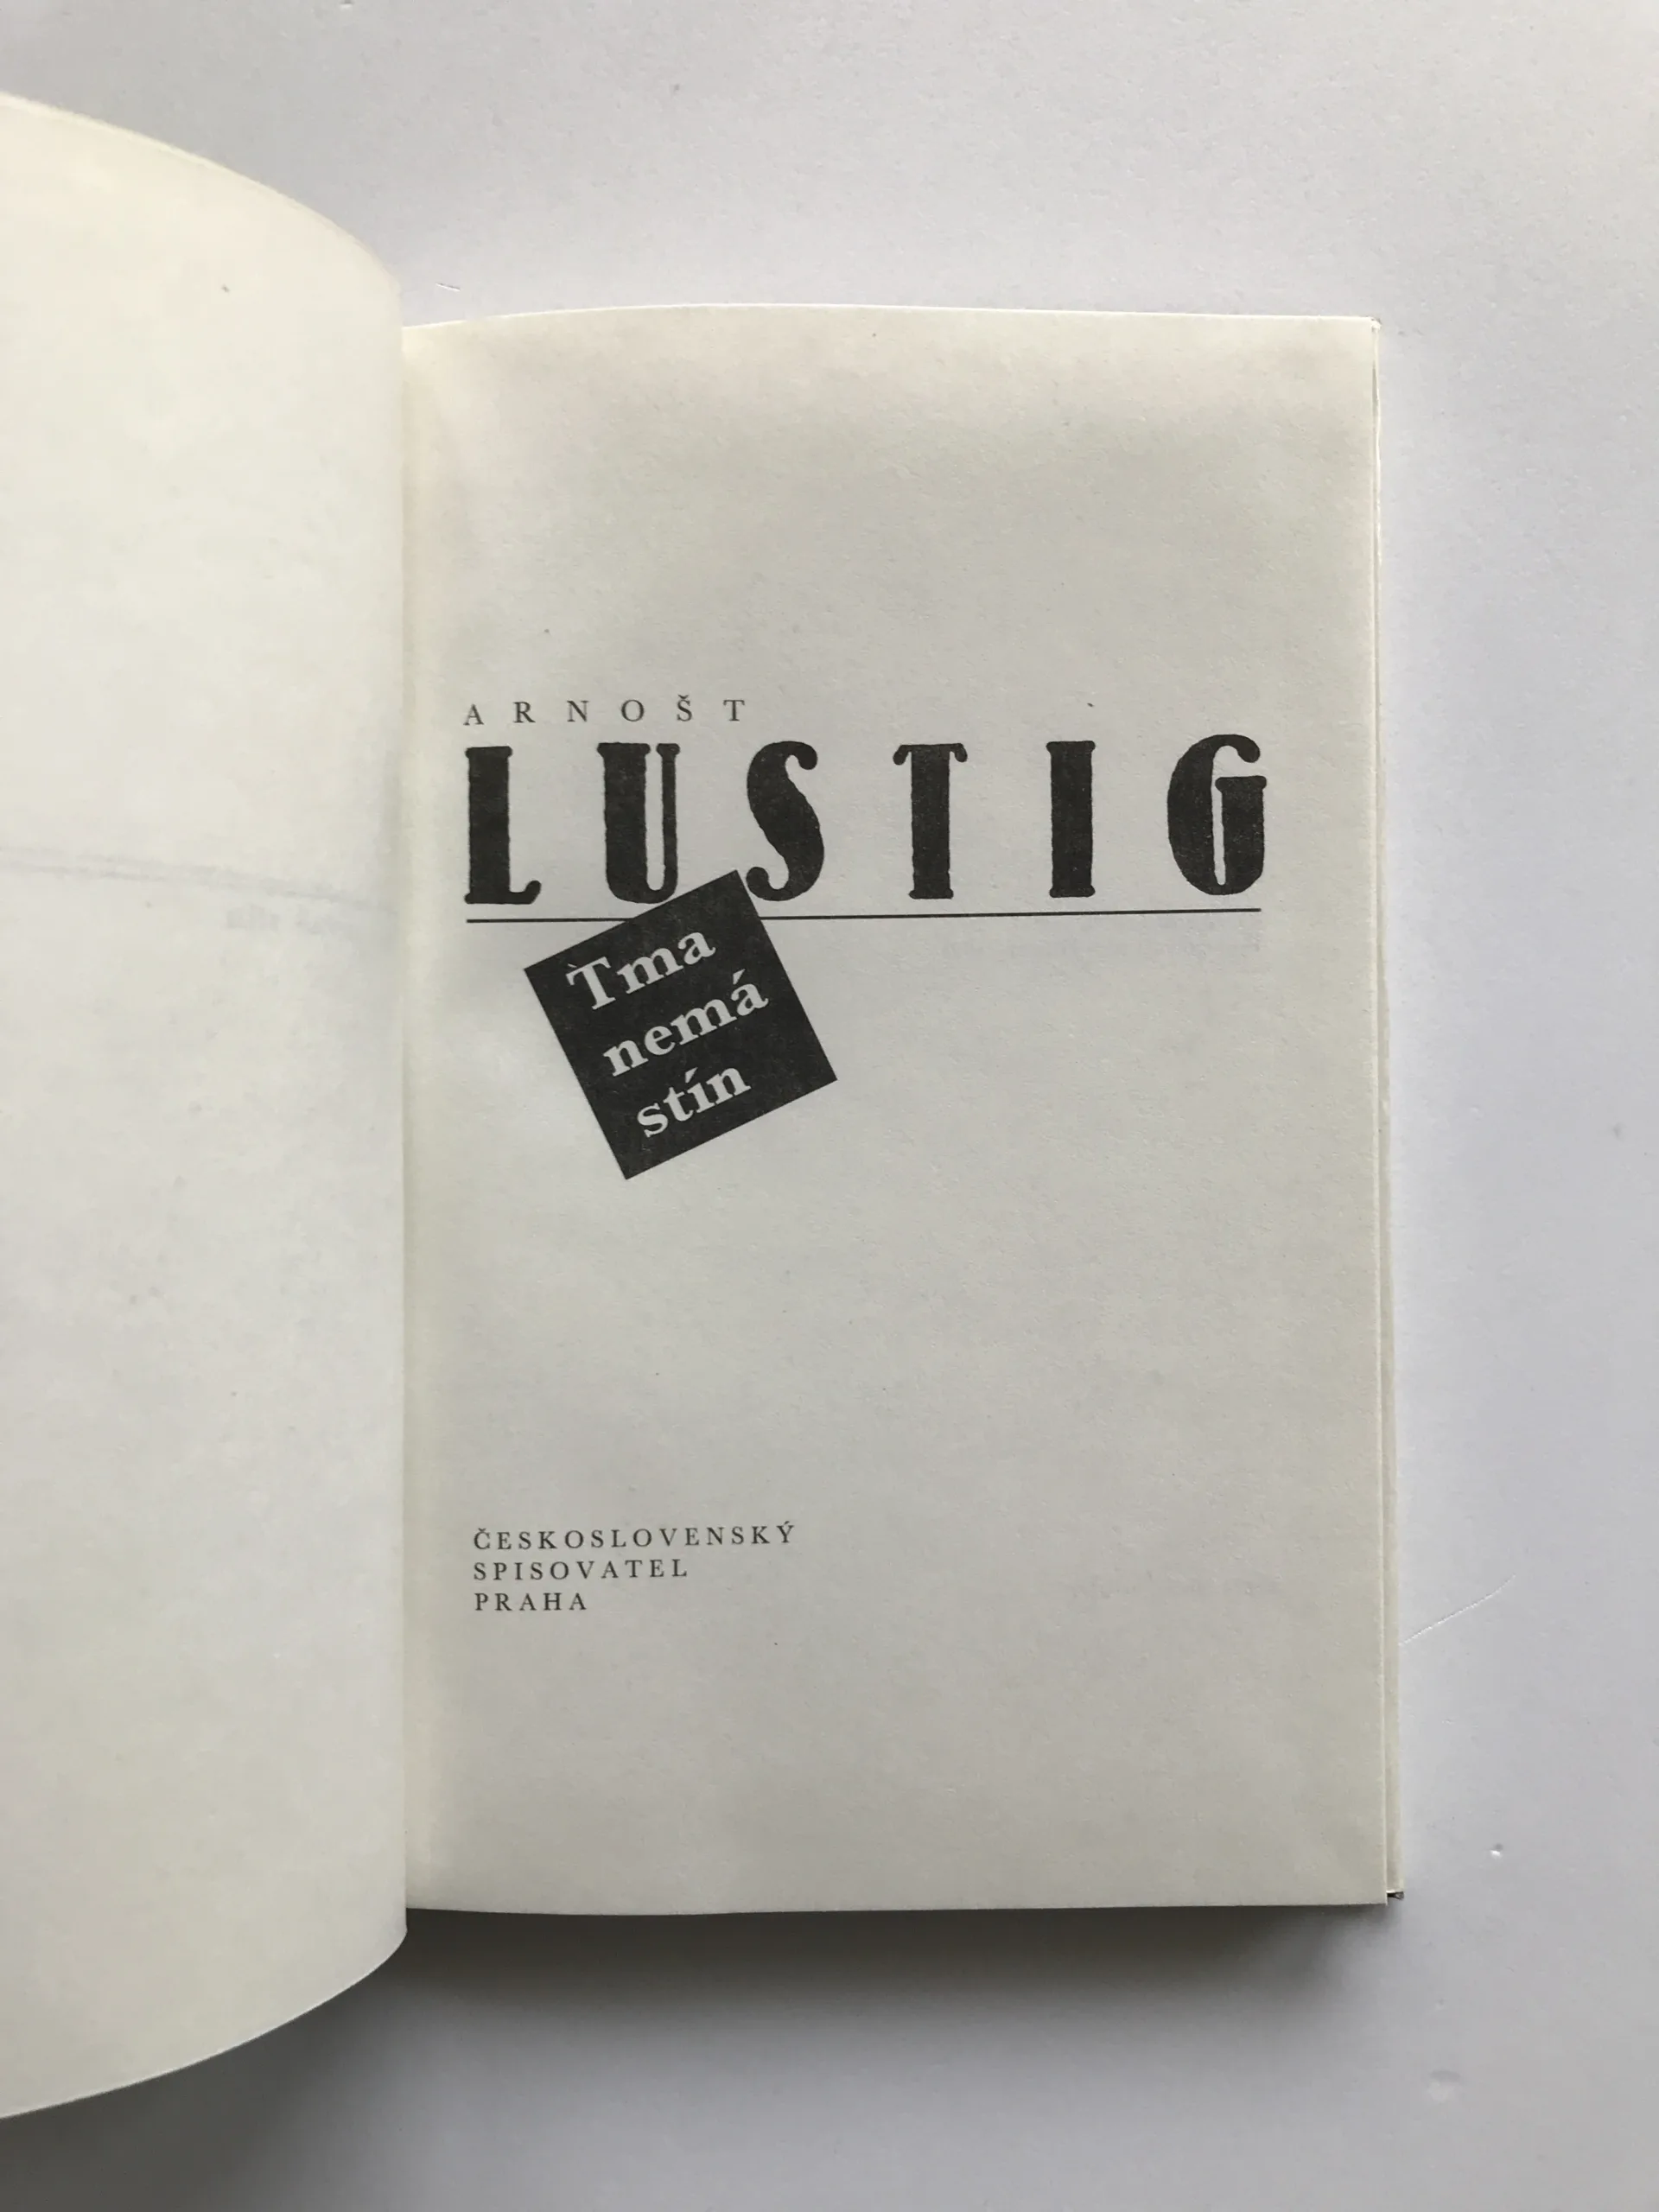 ARNOŠT
LUSTIG
Tma
nemá
stín
ČESKOSLOVENSKÝ
SPISOVATEL
PRAHA